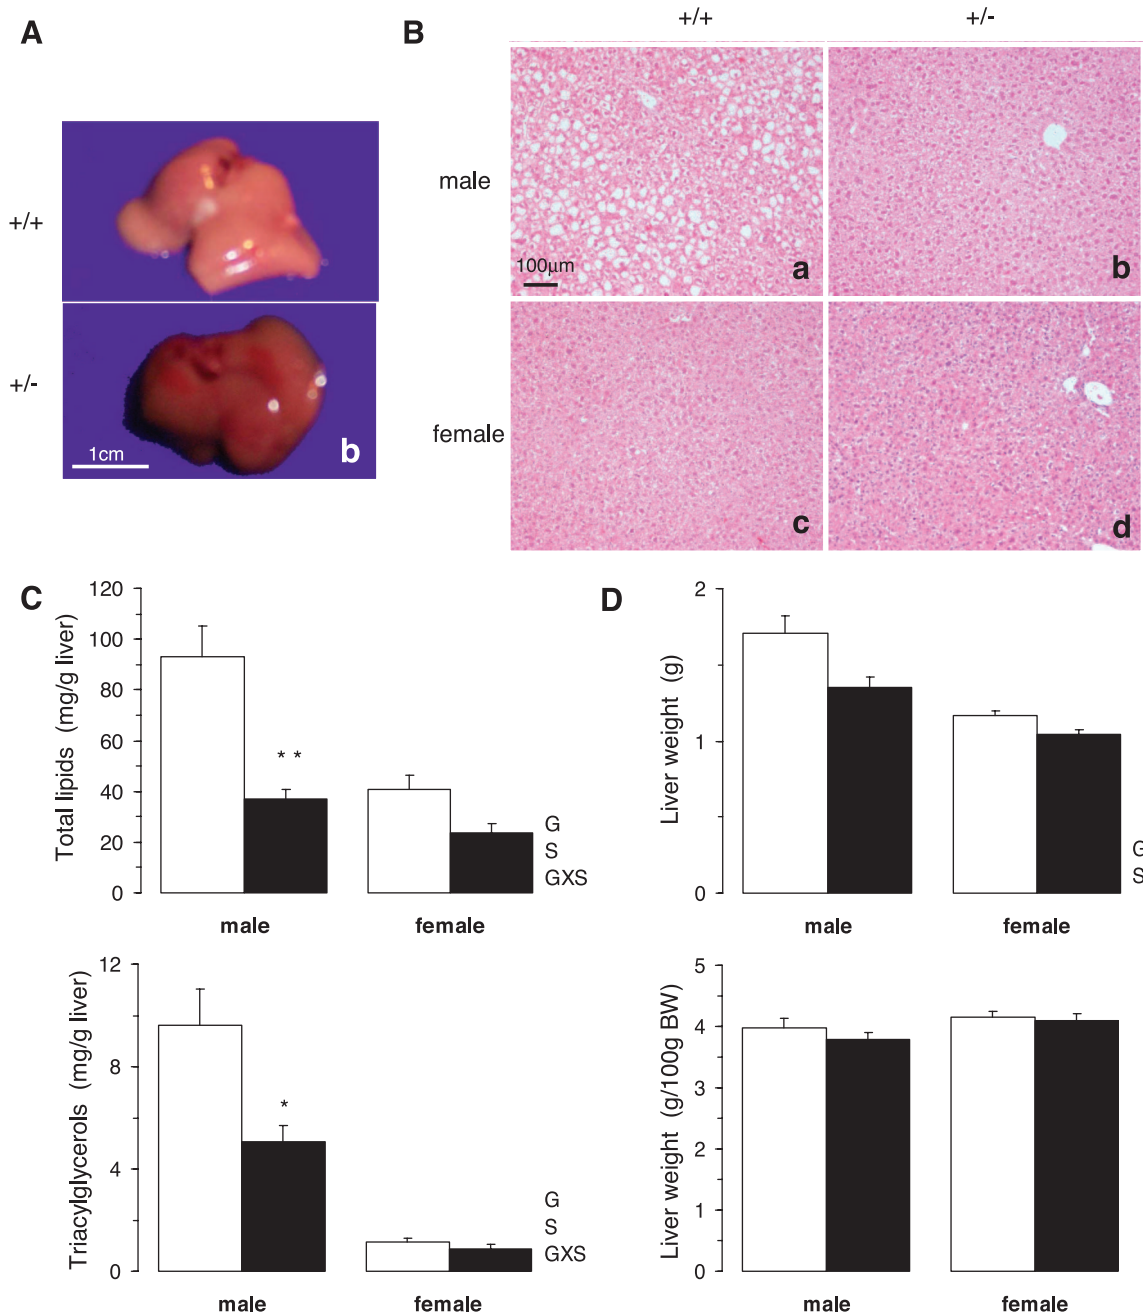 A
+/+
+/-
1cm
b
B
+/+
+/-
male
female
100μm
a
b
c
d
C
120
100
80
60
40
20
0
Total lipids (mg/g liver)
* *
G
S
GXS
male
female
12
8
4
0
Triacylglycerols (mg/g liver)
*
G
S
GXS
male
female
D
2
1
0
Liver weight (g)
G
S
male
female
5
4
3
2
1
0
Liver weight (g/100g BW)
male
female